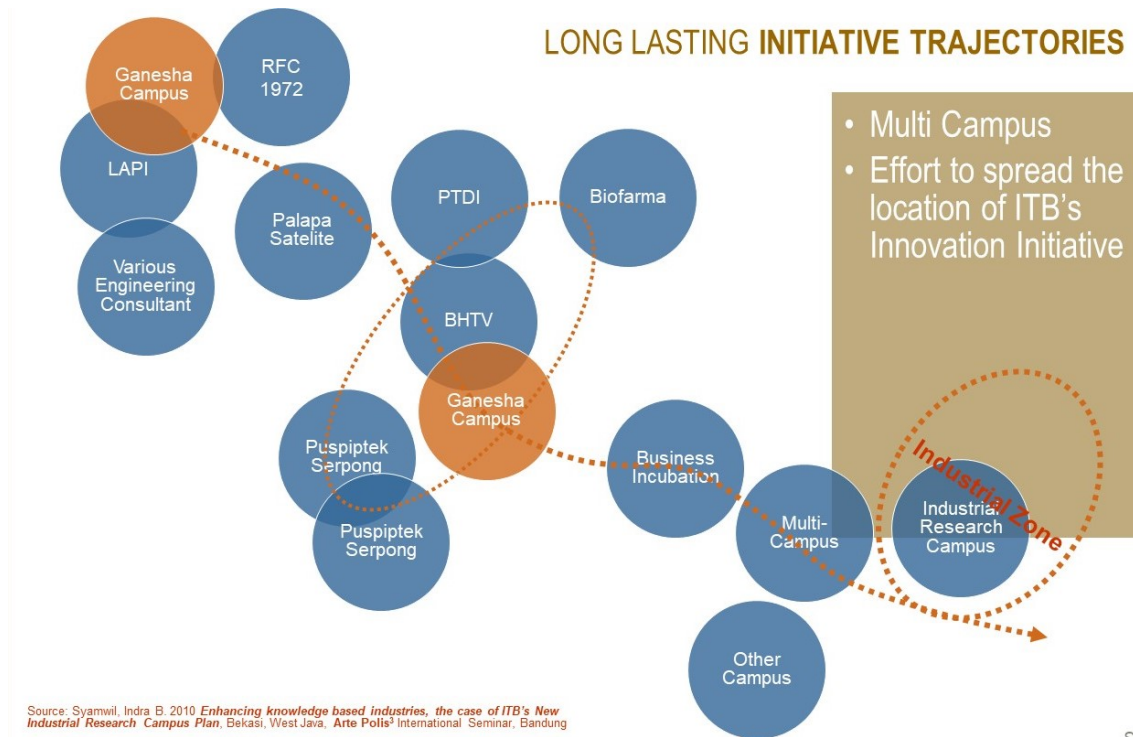 LONG LASTING INITIATIVE TRAJECTORIES
Ganesha
Campus
RFC
1972
LAPI
Palapa
Satelite
Various
Engineering
Consultant
PTDI
Biofarma
BHTV
Ganesha
Campus
Puspiptek
Serpong
Puspiptek
Serpong
Business
Incubation
Multi-
Campus
Other
Campus
Industrial
Research
Campus
Industrial Zone
• Multi Campus
• Effort to spread the
location of ITB’s
Innovation Initiative
Source: Syamwil, Indra B. 2010 Enhancing knowledge based industries, the case of ITB’s New
Industrial Research Campus Plan, Bekasi, West Java, Arte Polis³ International Seminar, Bandung